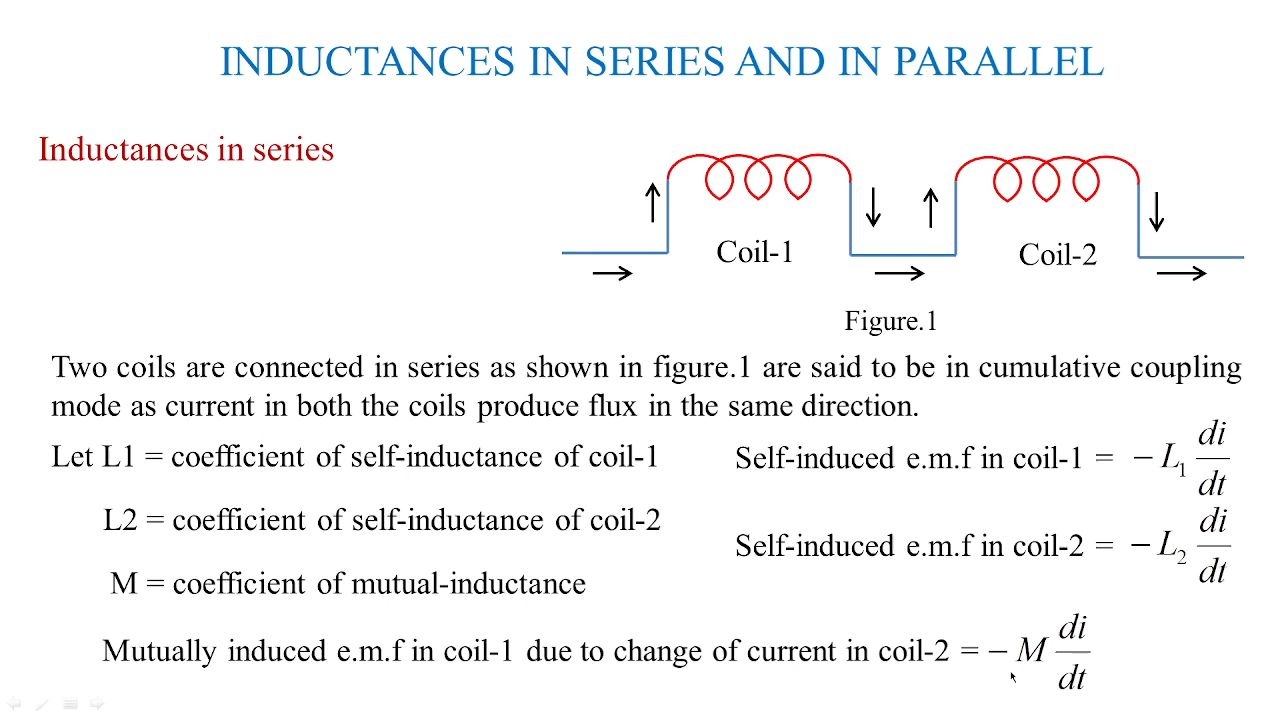 INDUCTANCES IN SERIES AND IN PARALLEL
Inductances in series
Coil-1
Coil-2
Figure.1
Two coils are connected in series as shown in figure.1 are said to be in cumulative coupling
mode as current in both the coils produce flux in the same direction.
Let L1 = coefficient of self-inductance of coil-1
Self-induced e.m.f in coil-1 = − L₁ di/dt
L2 = coefficient of self-inductance of coil-2
Self-induced e.m.f in coil-2 = − L₂ di/dt
M = coefficient of mutual-inductance
Mutually induced e.m.f in coil-1 due to change of current in coil-2 = − M di/dt